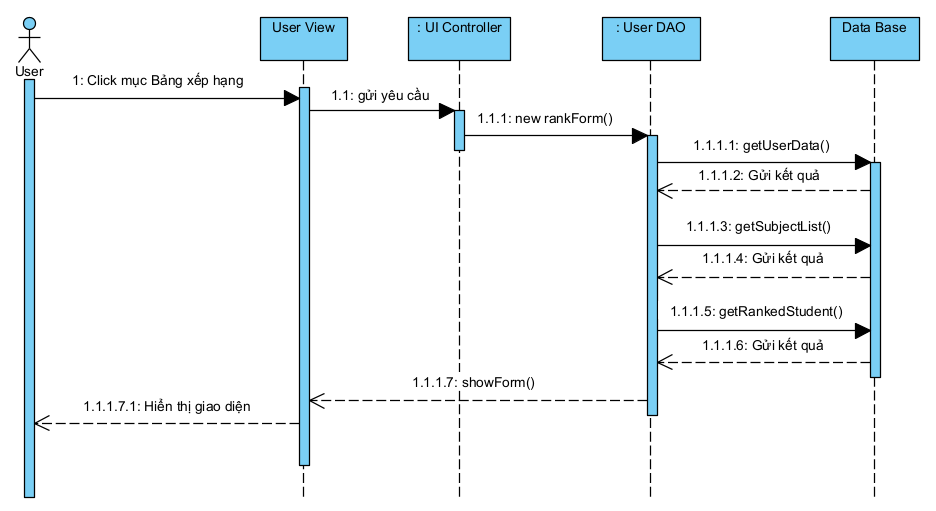 User
User View
: UI Controller
: User DAO
Data Base
1: Click mục Bảng xếp hạng
1.1: gửi yêu cầu
1.1.1: new rankForm()
1.1.1.1: getUserData()
1.1.1.2: Gửi kết quả
1.1.1.3: getSubjectList()
1.1.1.4: Gửi kết quả
1.1.1.5: getRankedStudent()
1.1.1.6: Gửi kết quả
1.1.1.7: showForm()
1.1.1.7.1: Hiển thị giao diện